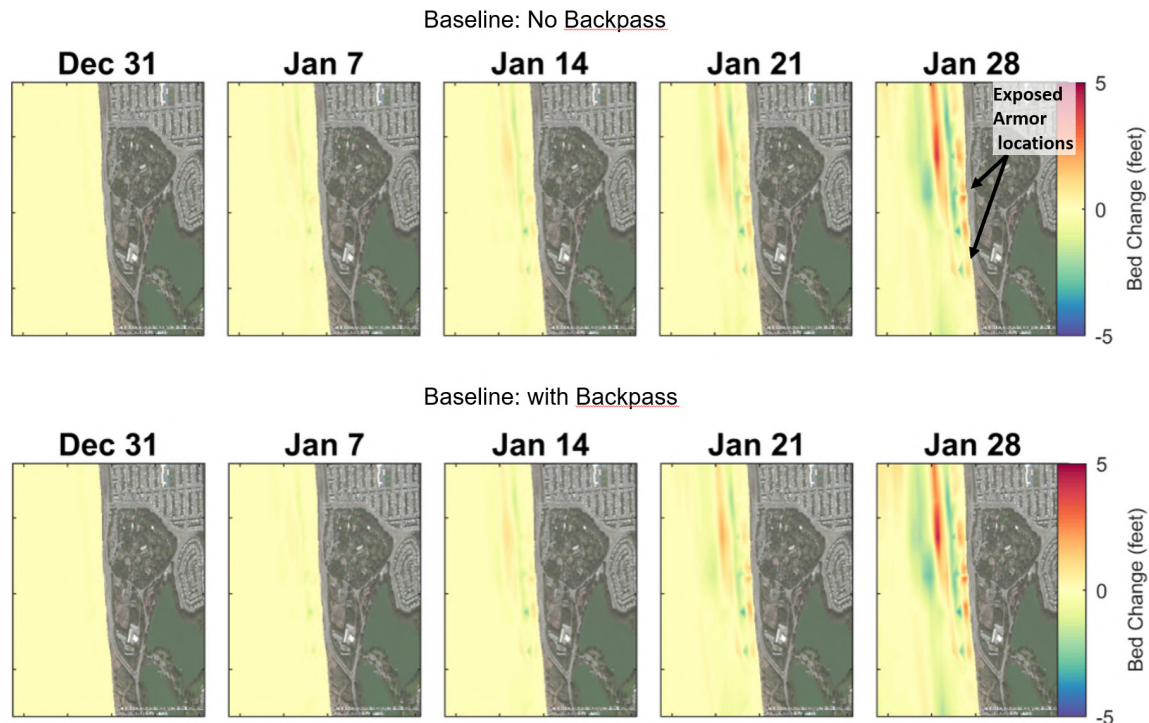 Baseline: No Backpass
Dec 31
Jan 7
Jan 14
Jan 21
Jan 28
Exposed
Armor
locations
5
0
-5
Bed Change (feet)
Baseline: with Backpass
Dec 31
Jan 7
Jan 14
Jan 21
Jan 28
5
0
-5
Bed Change (feet)